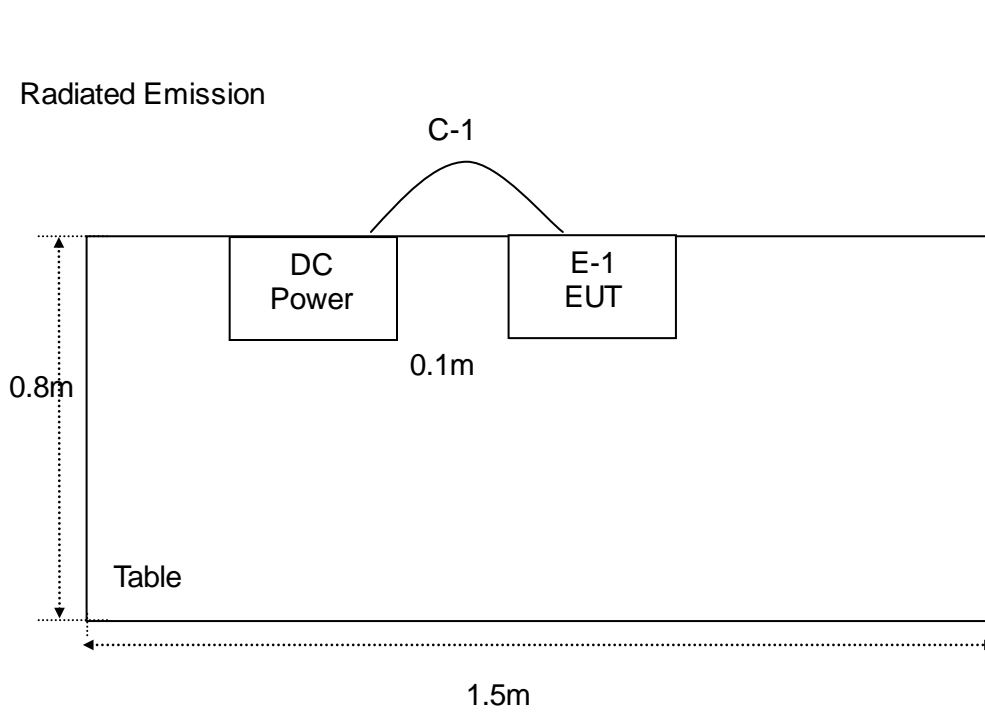 Radiated Emission
C-1
DC
Power
E-1
EUT
0.1m
0.8m
Table
1.5m